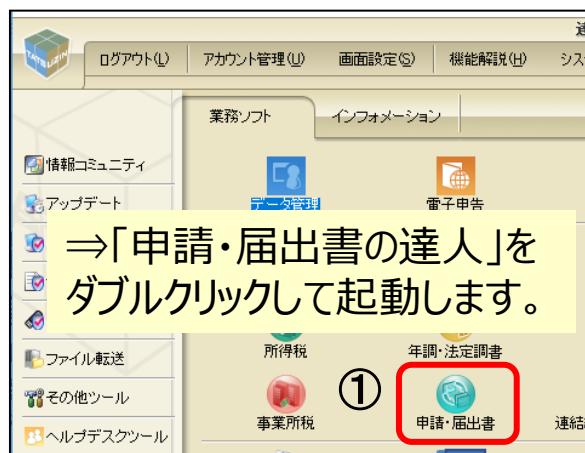 達
TATSUZIN
ログアウト(L)
アカウント管理(U)
画面設定(S)
機能解説(H)
シス
業務ソフト
インフォメーション
情報コミュニティ
データ管理
電子申告
アップデート
⇒「申請・届出書の達人」を
ダブルクリックして起動します。
ファイル転送
所得税
年調・法定調書
その他ツール
①
事業所税
申請・届出書
連結
ヘルプデスクツール